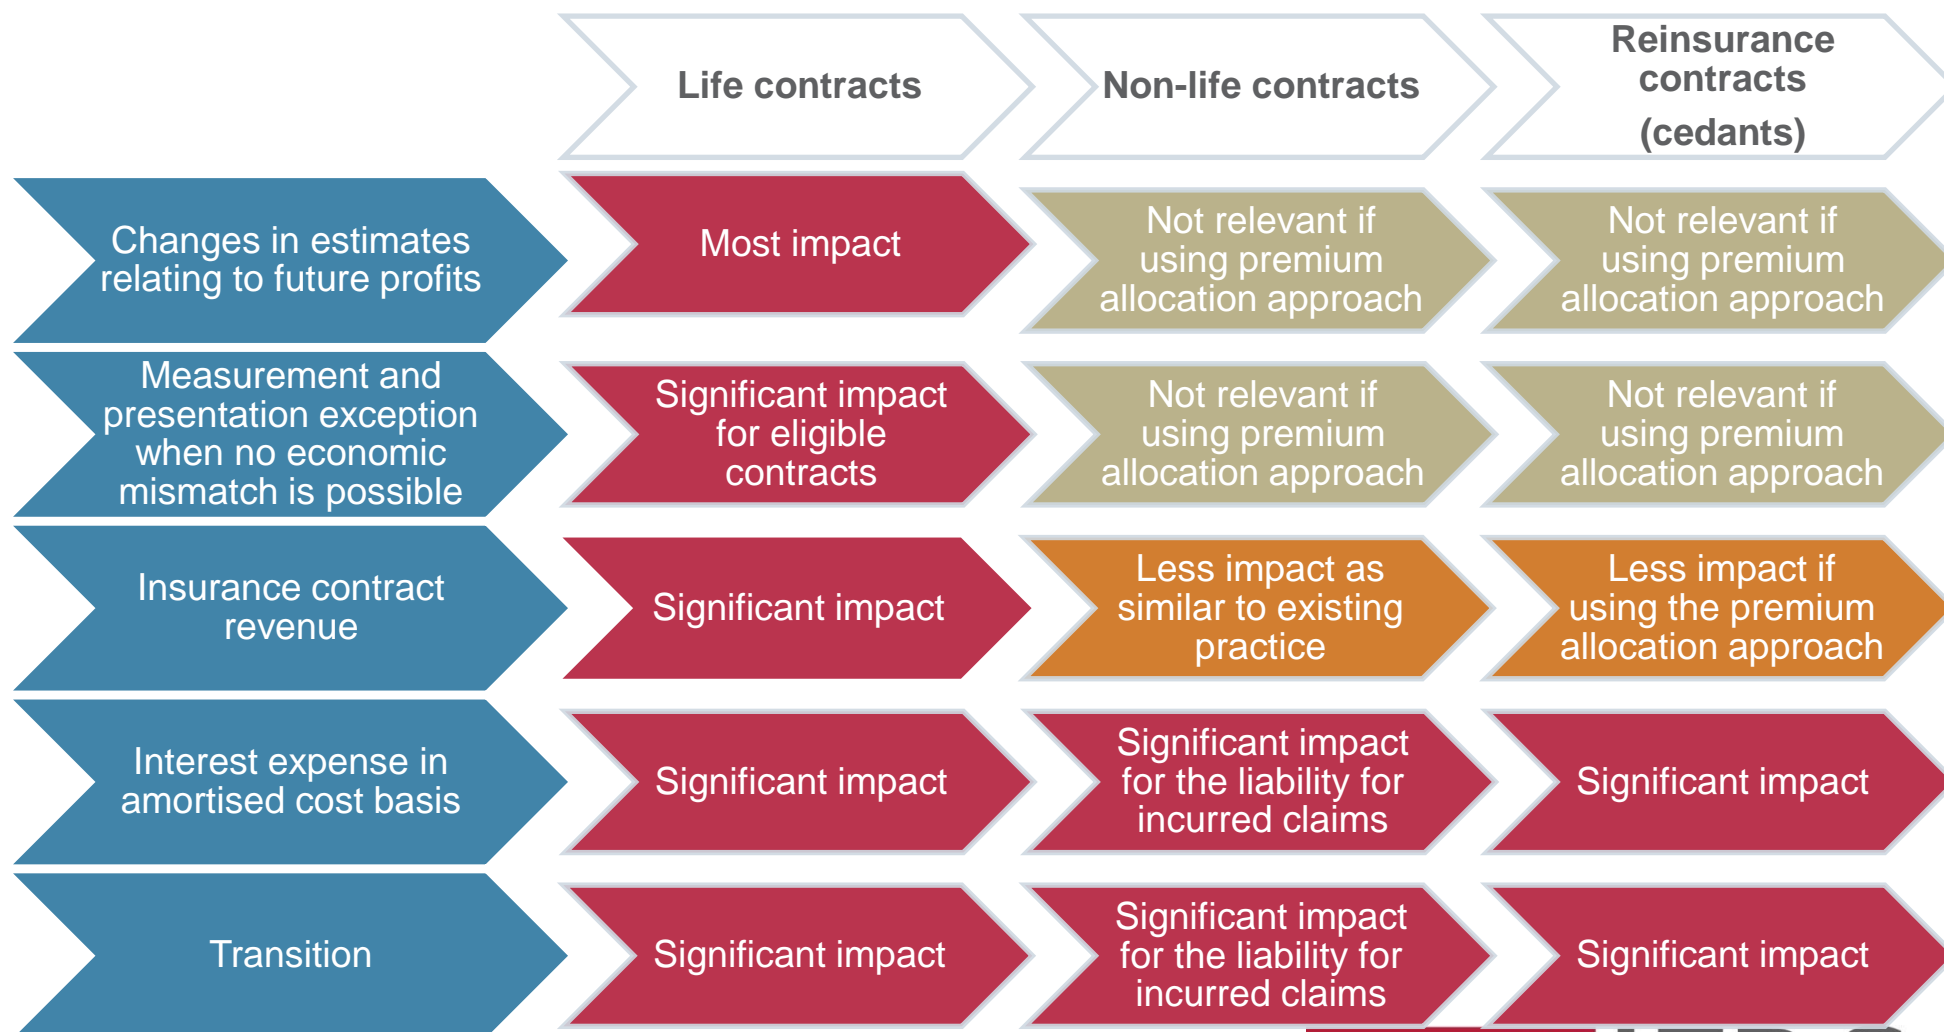 Life contracts
Non-life contracts
Reinsurance
contracts
(cedants)
Changes in estimates
relating to future profits
Most impact
Not relevant if
using premium
allocation approach
Not relevant if
using premium
allocation approach
Measurement and
presentation exception
when no economic
mismatch is possible
Significant impact
for eligible
contracts
Not relevant if
using premium
allocation approach
Not relevant if
using premium
allocation approach
Insurance contract
revenue
Significant impact
Less impact as
similar to existing
practice
Less impact if
using the premium
allocation approach
Interest expense in
amortised cost basis
Significant impact
Significant impact
for the liability for
incurred claims
Significant impact
Transition
Significant impact
Significant impact
for the liability for
incurred claims
Significant impact